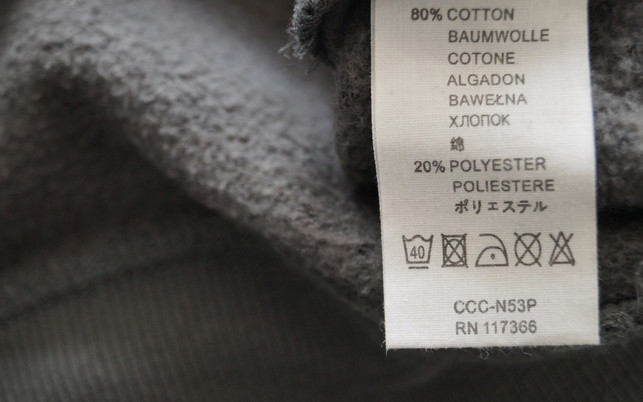 80% COTTON
BAUMWOLLE
COTONE
ALGADON
BAWEŁNA
ХЛОПОК
綿
20% POLYESTER
POLIESTERE
ポリエステル
40
CCC-N53P
RN 117366